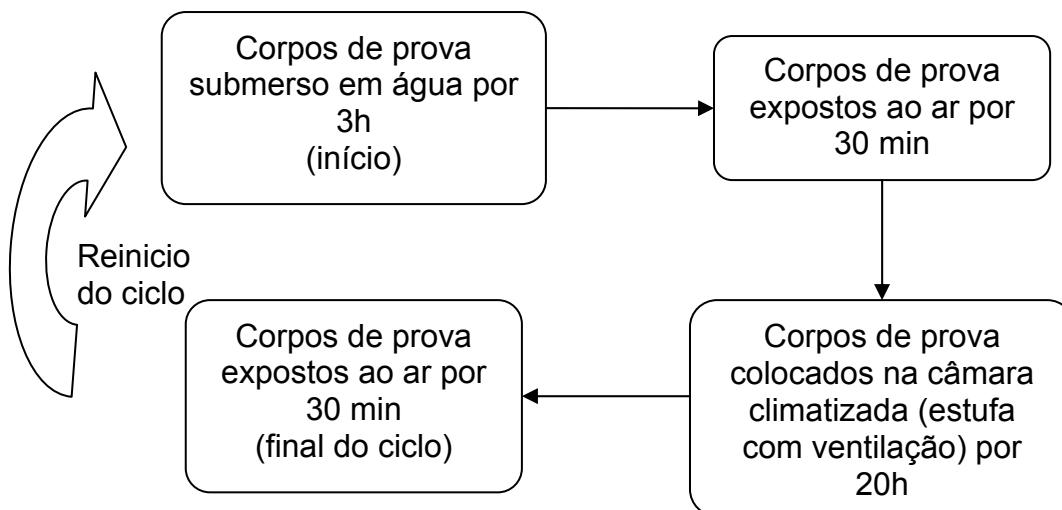 Corpos de prova
submerso em água por
3h
(início)
Corpos de prova
expostos ao ar por
30 min
Corpos de prova
colocados na câmara
climatizada (estufa
com ventilação) por
20h
Corpos de prova
expostos ao ar por
30 min
(final do ciclo)
Reinicio
do ciclo